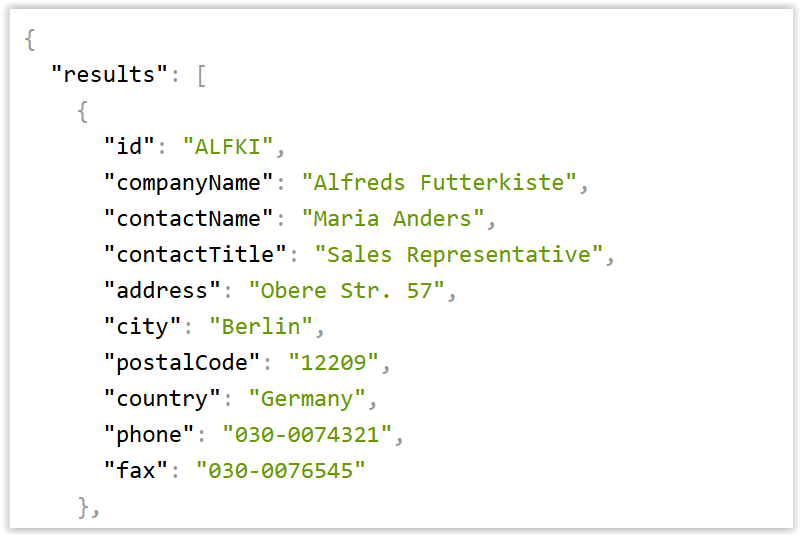 {
  "results": [
    {
      "id": "ALFKI",
      "companyName": "Alfreds Futterkiste",
      "contactName": "Maria Anders",
      "contactTitle": "Sales Representative",
      "address": "Obere Str. 57",
      "city": "Berlin",
      "postalCode": "12209",
      "country": "Germany",
      "phone": "030-0074321",
      "fax": "030-0076545"
    },